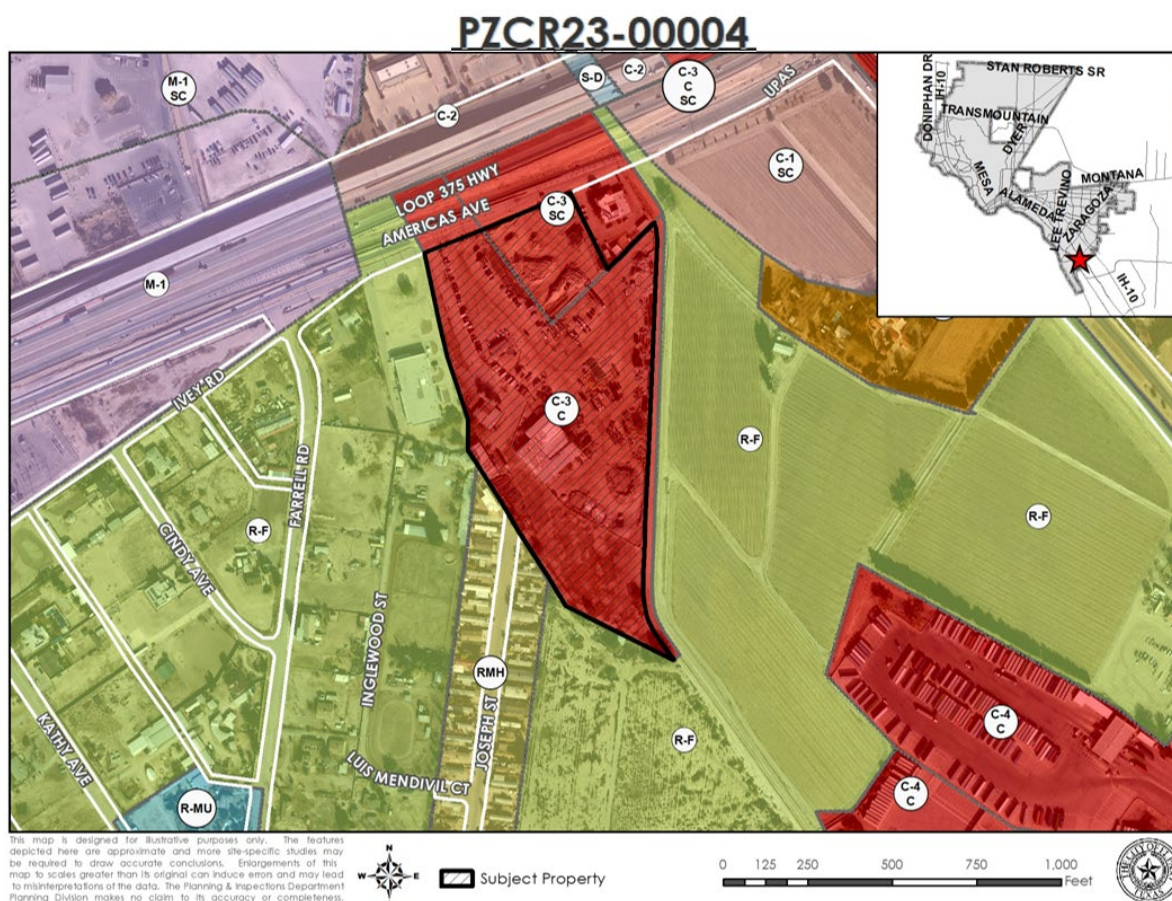 PZCR23-00004
M-1
SC
C-2
S-D
C-2
C-3
C
SC
UPAS
C-1
SC
LOOP 375 HWY
AMERICAS AVE
C-3
SC
M-1
IVEY RD
FARRELL RD
CINDY AVE
R-F
C-3
C
R-F
R-F
INGLEWOOD ST
RMH
JOSEPH ST
KATHY AVE
LUIS MENDIVIL CT
R-MU
R-F
C-4
C
C-4
C
DONIPHAN DR
IH-10
STAN ROBERTS SR
TRANSMOUNTAIN
DYER
MESA
MONTANA
ALAMEDA
LEE TREVINO
ZARAGOZA
IH-10
This map is designed for illustrative purposes only. The features
depicted here are approximate and more site-specific studies may
be required to draw accurate conclusions. Enlargements of this
map to scales greater than its original can induce errors and may lead
to misinterpretations of the data. The Planning & Inspections Department
Planning Division makes no claim to its accuracy or completeness.
N
W E
S
Subject Property
0 125 250 500 750 1,000
Feet
THE CITY OF EL PASO
TEXAS